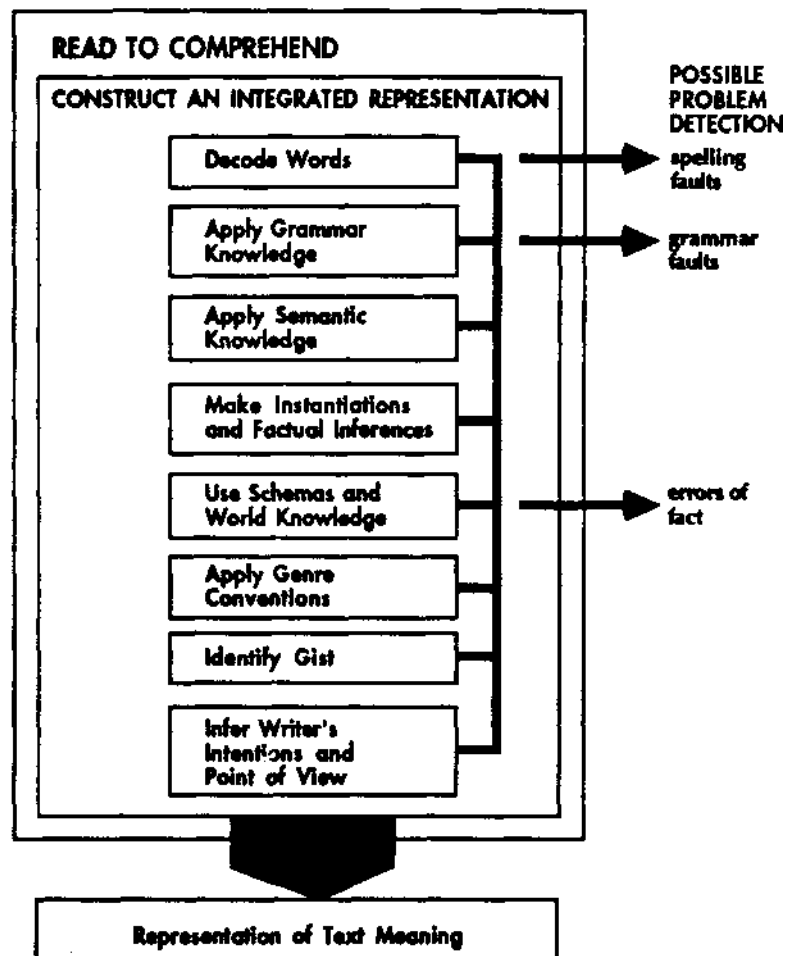 READ TO COMPREHEND
CONSTRUCT AN INTEGRATED REPRESENTATION
POSSIBLE
PROBLEM
DETECTION
Decode Words
spelling
faults
Apply Grammar
Knowledge
grammar
faults
Apply Semantic
Knowledge
Make Instantiations
and Factual Inferences
Use Schemas and
World Knowledge
errors of
fact
Apply Genre
Conventions
Identify Gist
Infer Writer's
Intentions and
Point of View
Representation of Text Meaning